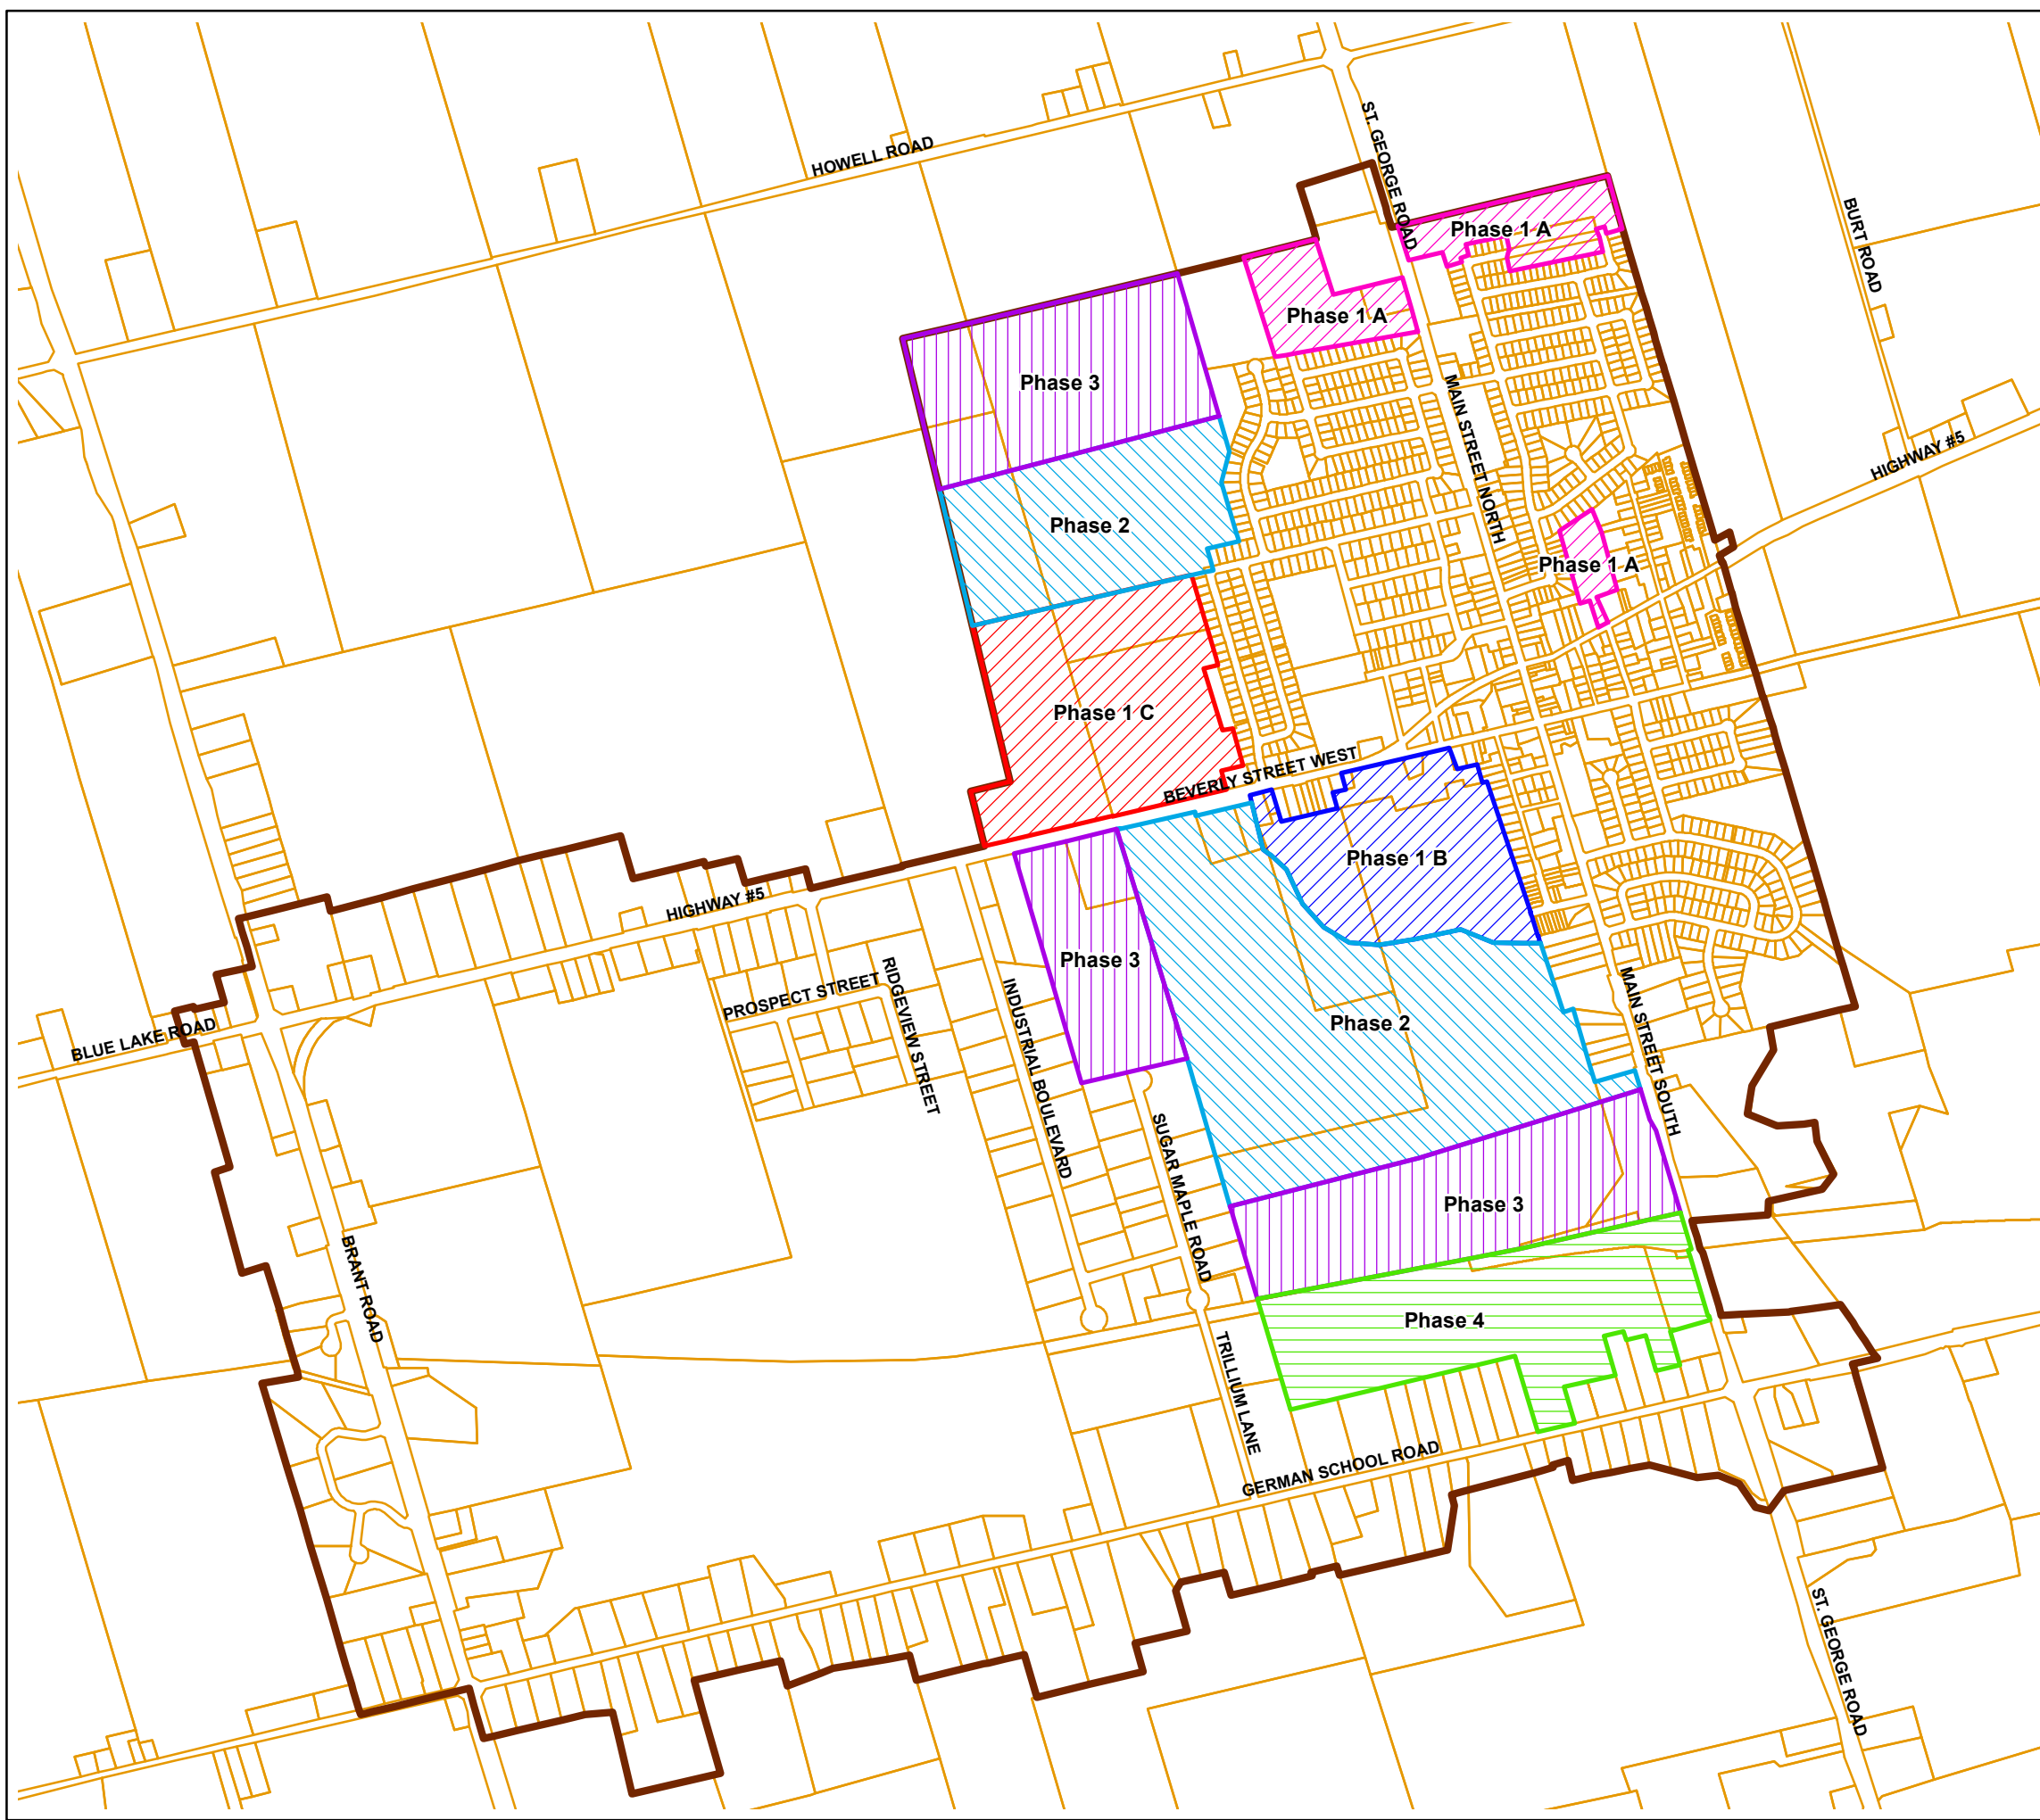 HOWELL ROAD
ST. GEORGE ROAD
BURT ROAD
Phase 1 A
Phase 1 A
Phase 3
MAIN STREET NORTH
HIGHWAY #5
Phase 2
Phase 1 A
Phase 1 C
BEVERLY STREET WEST
Phase 1 B
HIGHWAY #5
Phase 3
PROSPECT STREET
RIDGEVIEW STREET
INDUSTRIAL BOULEVARD
Phase 2
MAIN STREET SOUTH
BLUE LAKE ROAD
SUGAR MAPLE ROAD
Phase 3
BRANT ROAD
Phase 4
TRILLIUM LANE
GERMAN SCHOOL ROAD
ST. GEORGE ROAD